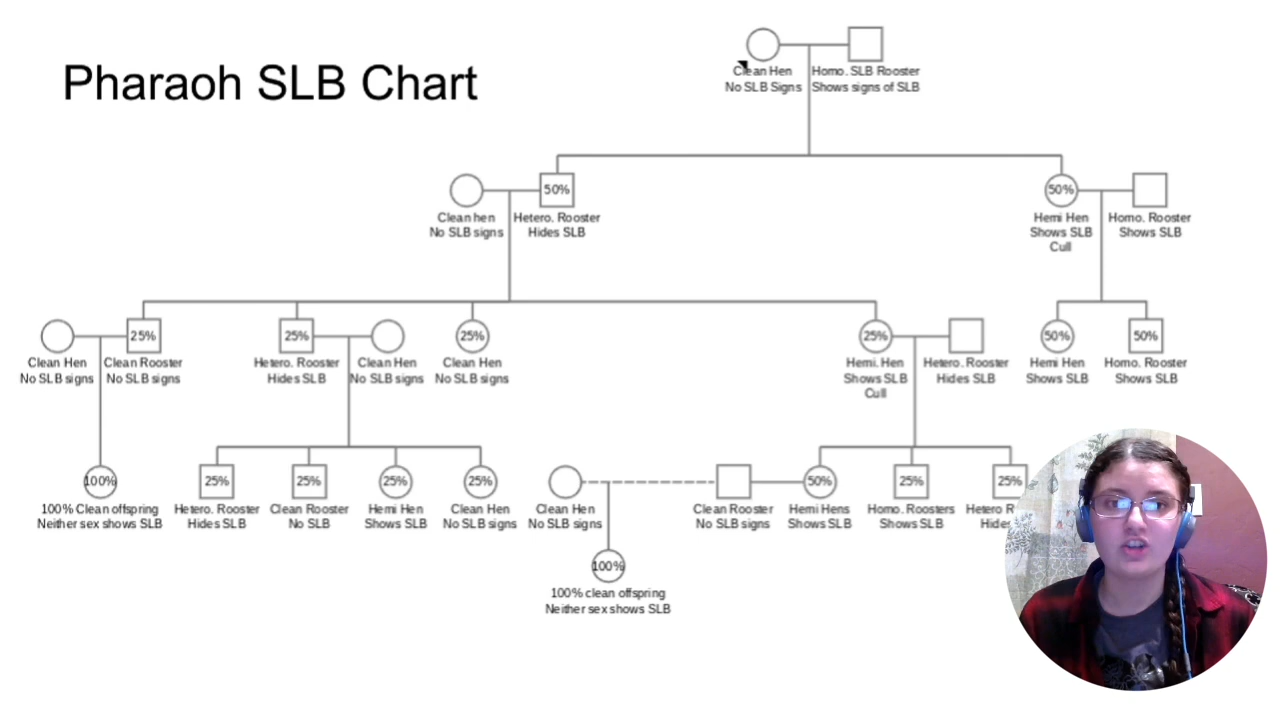 Pharaoh SLB Chart
Clean Hen
No SLB Signs
Homo. SLB Rooster
Shows signs of SLB
Clean hen
No SLB signs
50%
Hetero. Rooster
Hides SLB
50%
Hemi Hen
Shows SLB
Cull
Homo. Rooster
Shows SLB
Clean Hen
No SLB signs
25%
Clean Rooster
No SLB signs
25%
Hetero. Rooster
Hides SLB
Clean Hen
No SLB signs
25%
Clean Hen
No SLB signs
25%
Hemi. Hen
Shows SLB
Cull
Hetero. Rooster
Hides SLB
50%
Hemi Hen
Shows SLB
50%
Homo. Rooster
Shows SLB
100%
100% Clean offspring
Neither sex shows SLB
25%
Hetero. Rooster
Hides SLB
25%
Clean Rooster
No SLB
25%
Hemi Hen
Shows SLB
25%
Clean Hen
No SLB signs
Clean Hen
No SLB signs
Clean Rooster
No SLB signs
50%
Hemi Hens
Shows SLB
25%
Homo. Roosters
Shows SLB
25%
Hetero R
Hides
100%
100% clean offspring
Neither sex shows SLB